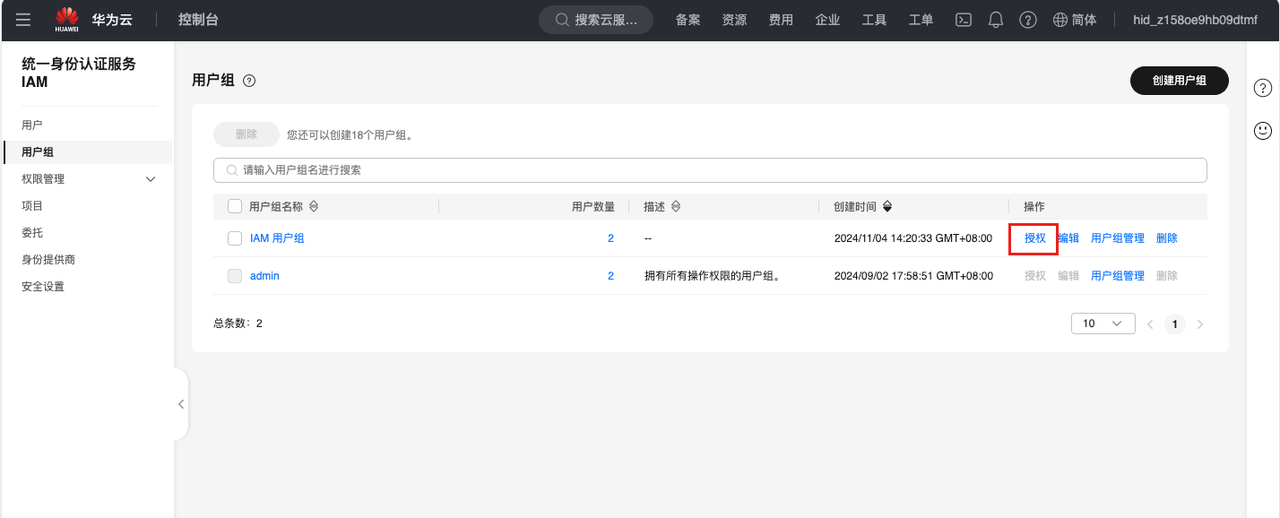 HUAWEI 华为云 控制台 搜索云服... 备案 资源 费用 企业 工具 工单 简体 hid_z158oe9hb09dtmf
统一身份认证服务
IAM
用户
用户组
权限管理
项目
委托
身份提供商
安全设置
用户组
创建用户组
删除 您还可以创建18个用户组。
请输入用户组名进行搜索
用户组名称 用户数量 描述 创建时间 操作
IAM 用户组 2 -- 2024/11/04 14:20:33 GMT+08:00 授权 编辑 用户组管理 删除
admin 2 拥有所有操作权限的用户组。 2024/09/02 17:58:51 GMT+08:00 授权 编辑 用户组管理 删除
总条数：2 10 1